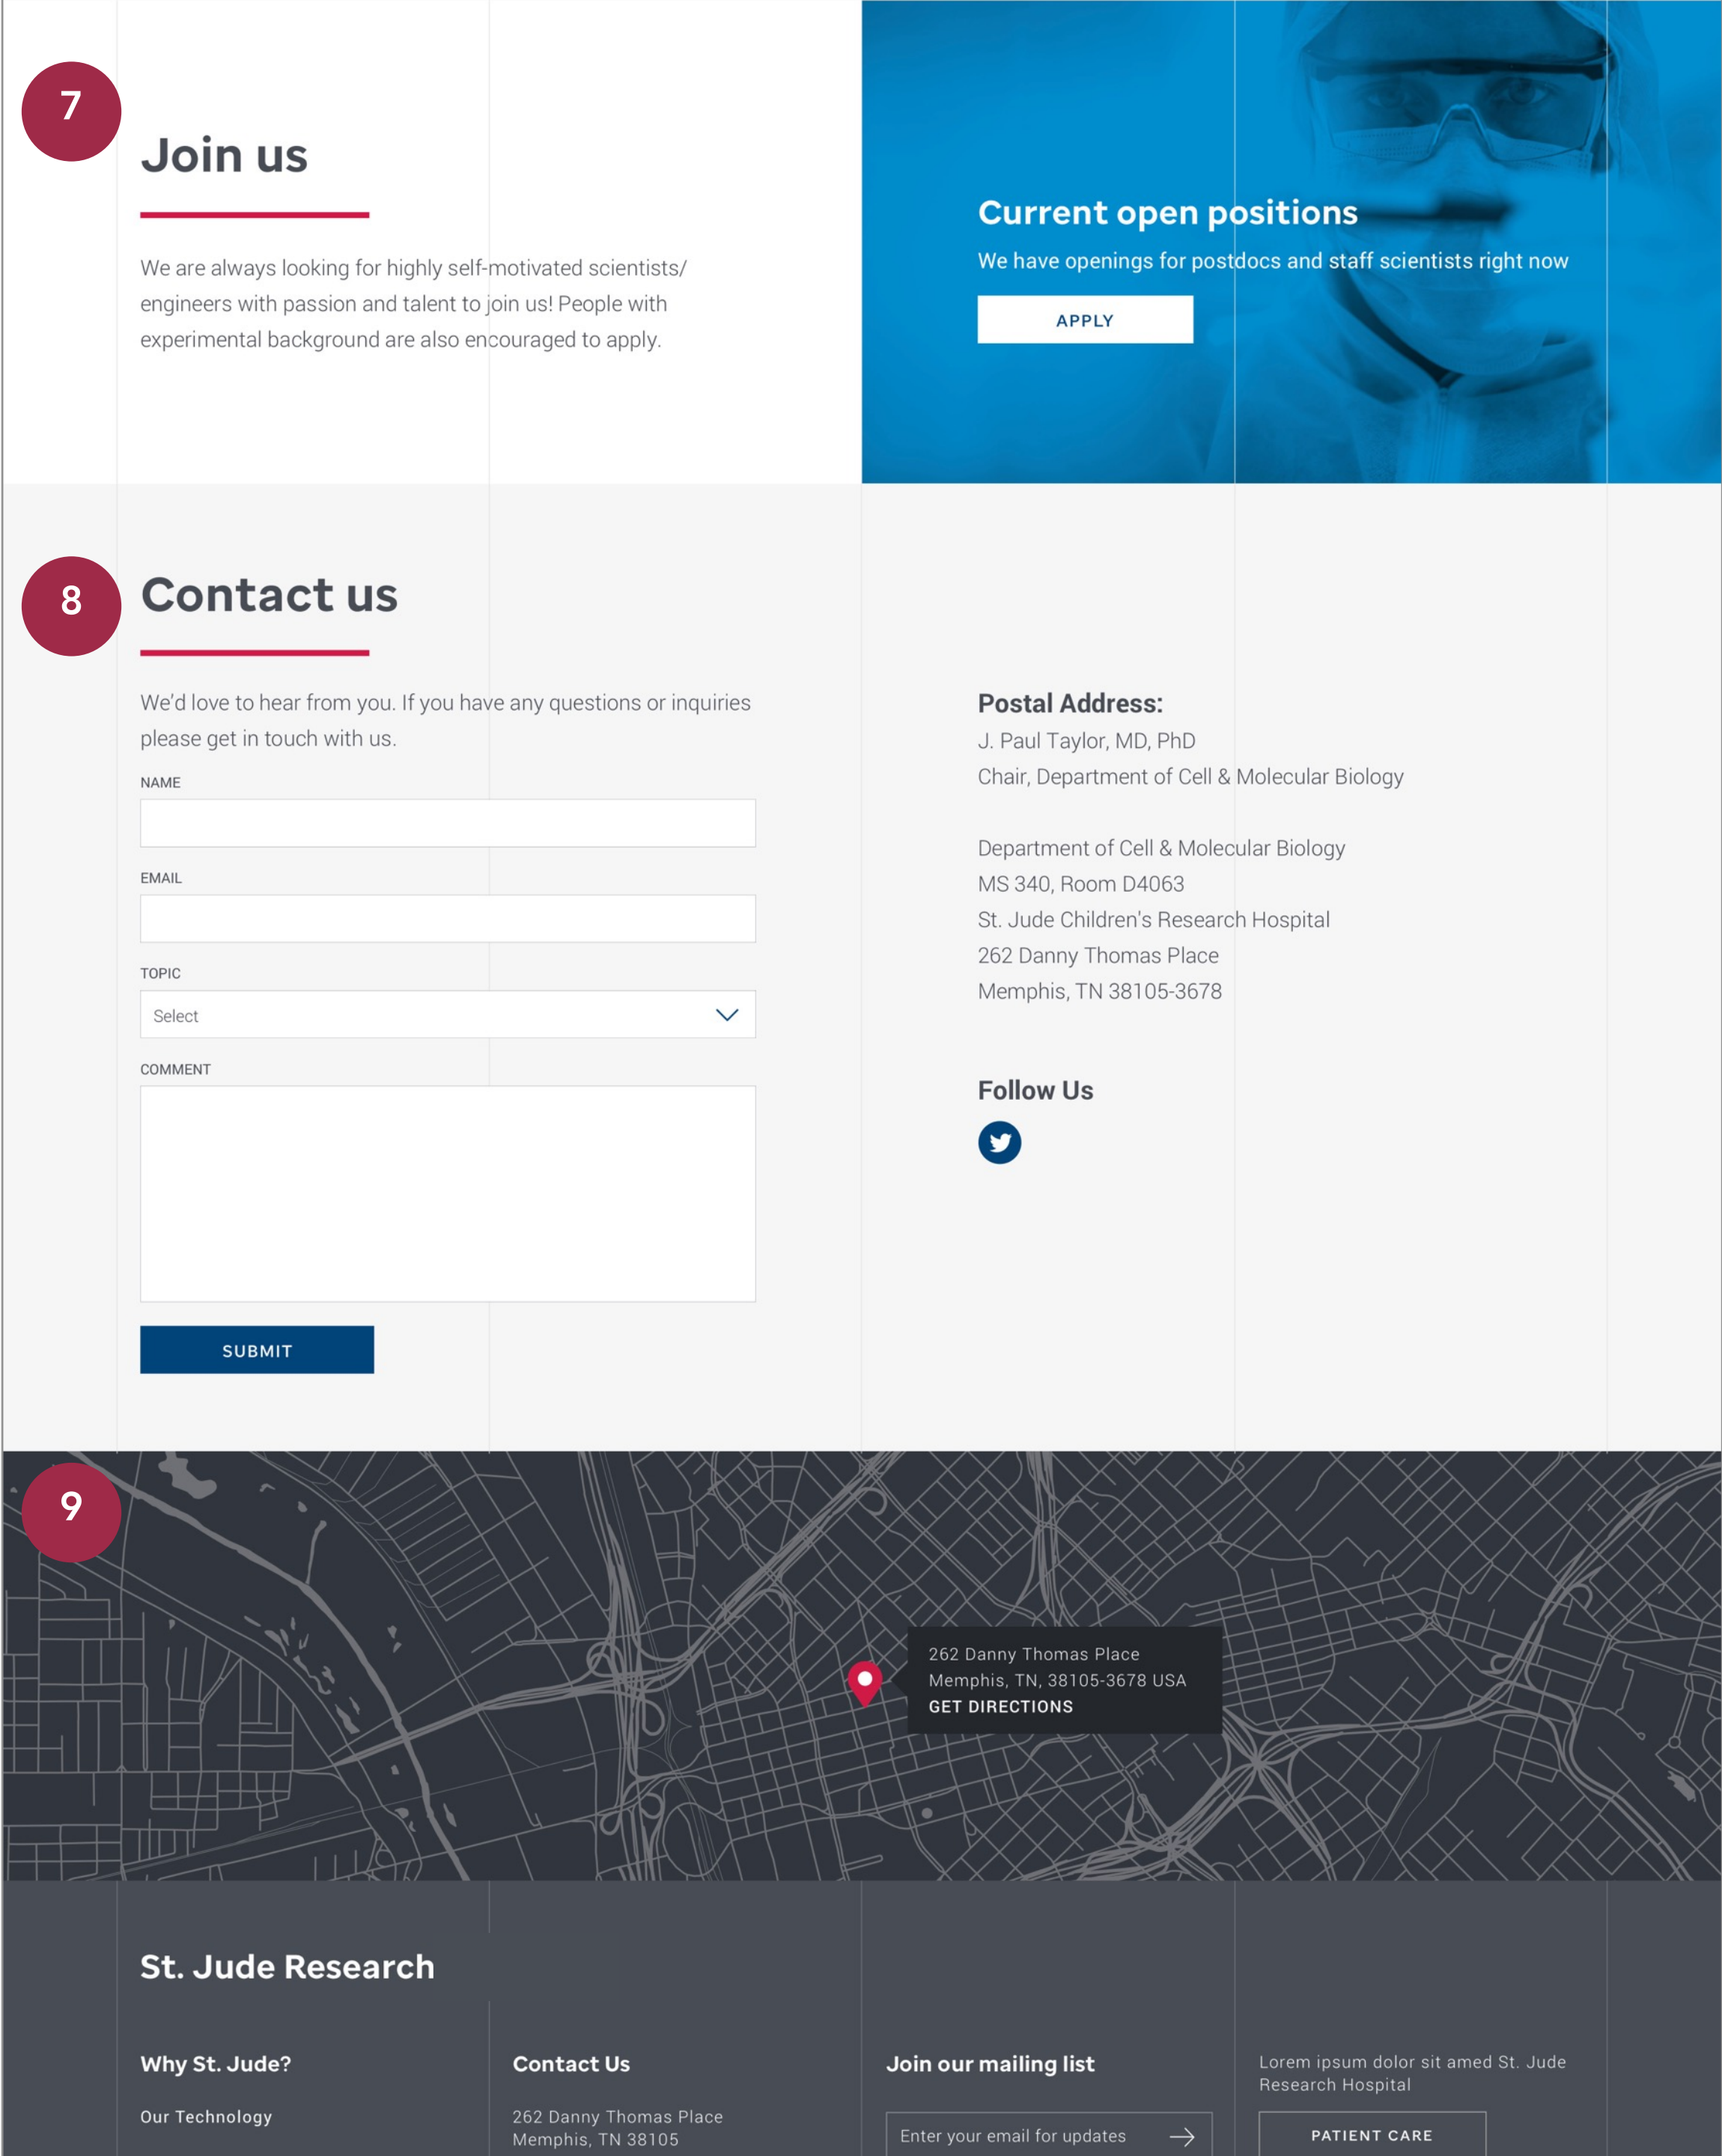 7
Join us
We are always looking for highly self-motivated scientists/
engineers with passion and talent to join us! People with
experimental background are also encouraged to apply.
Current open positions
We have openings for postdocs and staff scientists right now
APPLY
8
Contact us
We'd love to hear from you. If you have any questions or inquiries
please get in touch with us.
NAME
EMAIL
TOPIC
Select
COMMENT
SUBMIT
Postal Address:
J. Paul Taylor, MD, PhD
Chair, Department of Cell & Molecular Biology
Department of Cell & Molecular Biology
MS 340, Room D4063
St. Jude Children's Research Hospital
262 Danny Thomas Place
Memphis, TN 38105-3678
Follow Us
9
262 Danny Thomas Place
Memphis, TN, 38105-3678 USA
GET DIRECTIONS
St. Jude Research
Why St. Jude?
Our Technology
Contact Us
262 Danny Thomas Place
Memphis, TN 38105
Join our mailing list
Enter your email for updates
Lorem ipsum dolor sit amed St. Jude
Research Hospital
PATIENT CARE